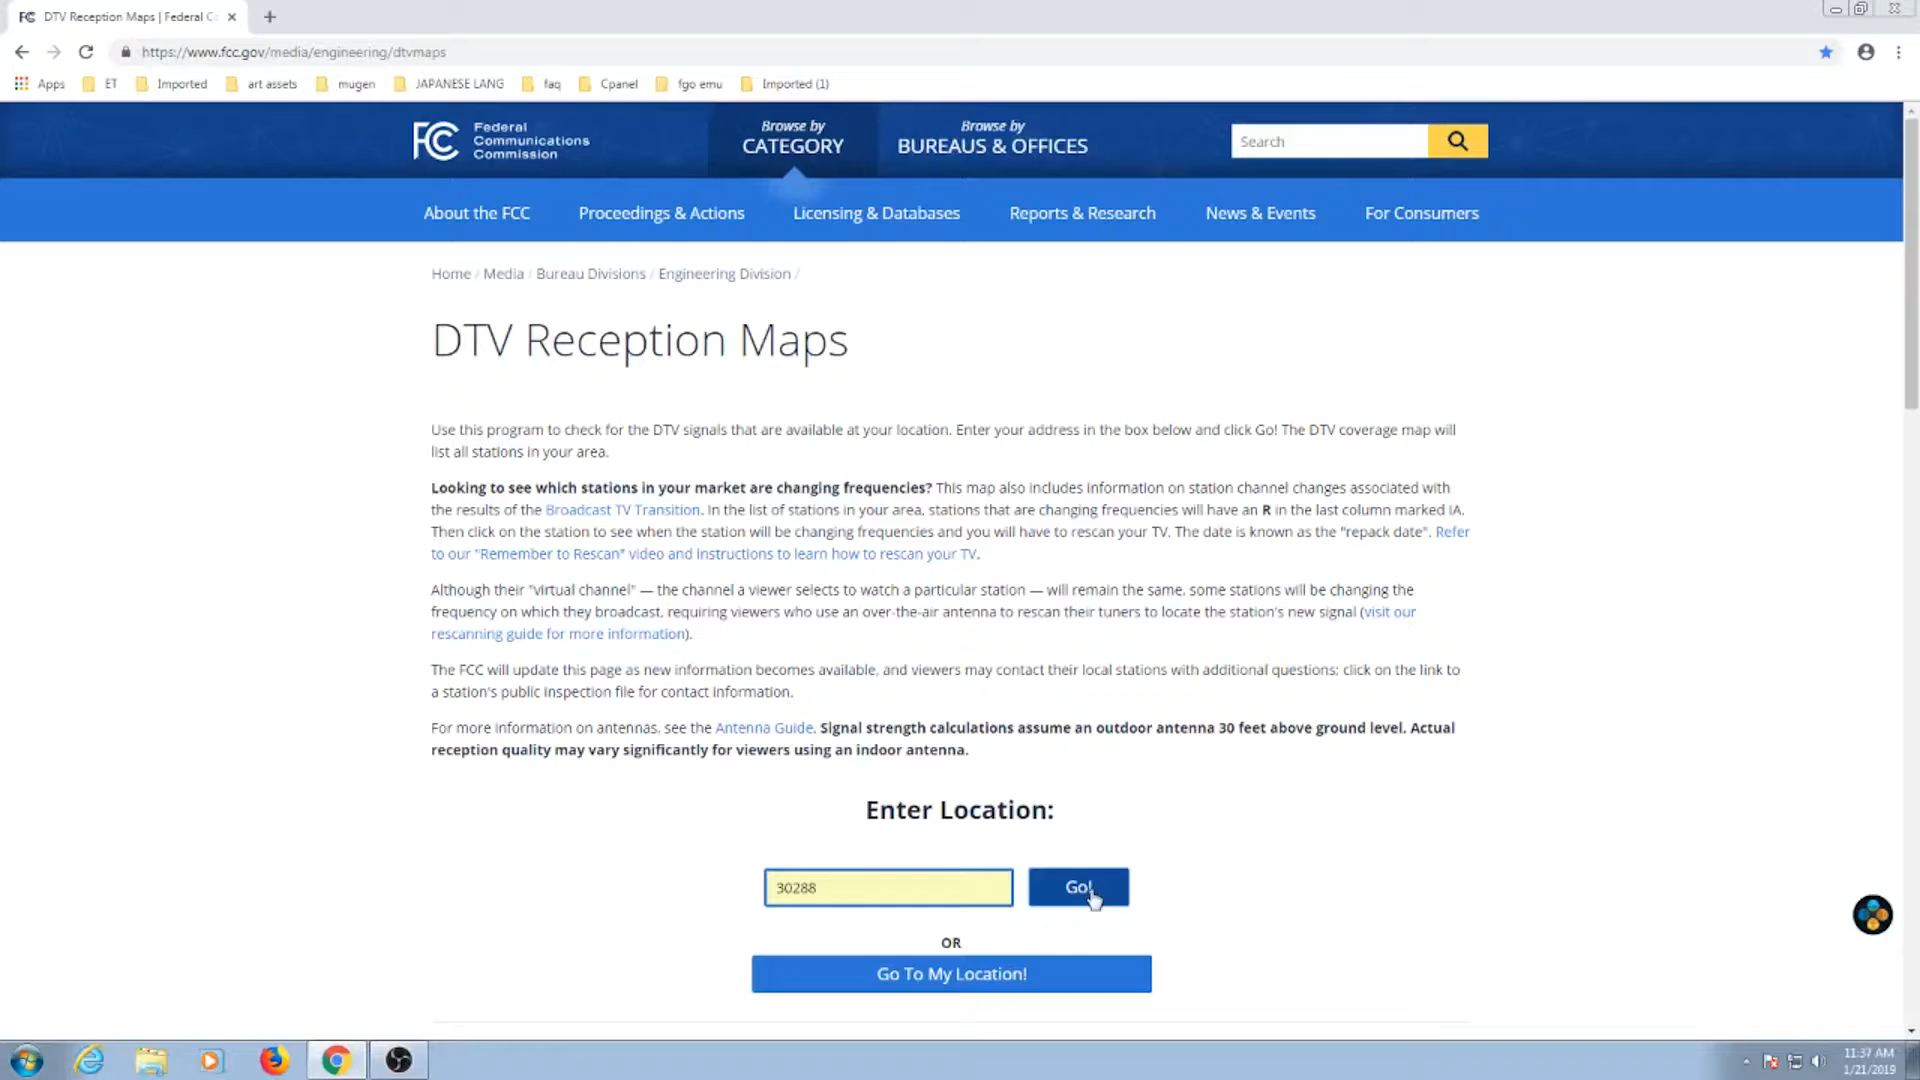 DTV Reception Maps | Federal C
https://www.fcc.gov/media/engineering/dtvmaps
Apps ET Imported art assets mugen JAPANESE LANG faq Cpanel fgo emu Imported (1)
FC Federal Communications Commission
Browse by CATEGORY
Browse by BUREAUS & OFFICES
Search
About the FCC Proceedings & Actions Licensing & Databases Reports & Research News & Events For Consumers
Home / Media / Bureau Divisions / Engineering Division /
DTV Reception Maps
Use this program to check for the DTV signals that are available at your location. Enter your address in the box below and click Go! The DTV coverage map will
list all stations in your area.
Looking to see which stations in your market are changing frequencies? This map also includes information on station channel changes associated with
the results of the Broadcast TV Transition. In the list of stations in your area, stations that are changing frequencies will have an R in the last column marked IA.
Then click on the station to see when the station will be changing frequencies and you will have to rescan your TV. The date is known as the "repack date". Refer
to our "Remember to Rescan" video and instructions to learn how to rescan your TV.
Although their "virtual channel" — the channel a viewer selects to watch a particular station — will remain the same, some stations will be changing the
frequency on which they broadcast, requiring viewers who use an over-the-air antenna to rescan their tuners to locate the station's new signal (visit our
rescanning guide for more information).
The FCC will update this page as new information becomes available, and viewers may contact their local stations with additional questions; click on the link to
a station's public inspection file for contact information.
For more information on antennas, see the Antenna Guide. Signal strength calculations assume an outdoor antenna 30 feet above ground level. Actual
reception quality may vary significantly for viewers using an indoor antenna.
Enter Location:
30288 Go!
OR
Go To My Location!
11:37 AM
1/21/2019